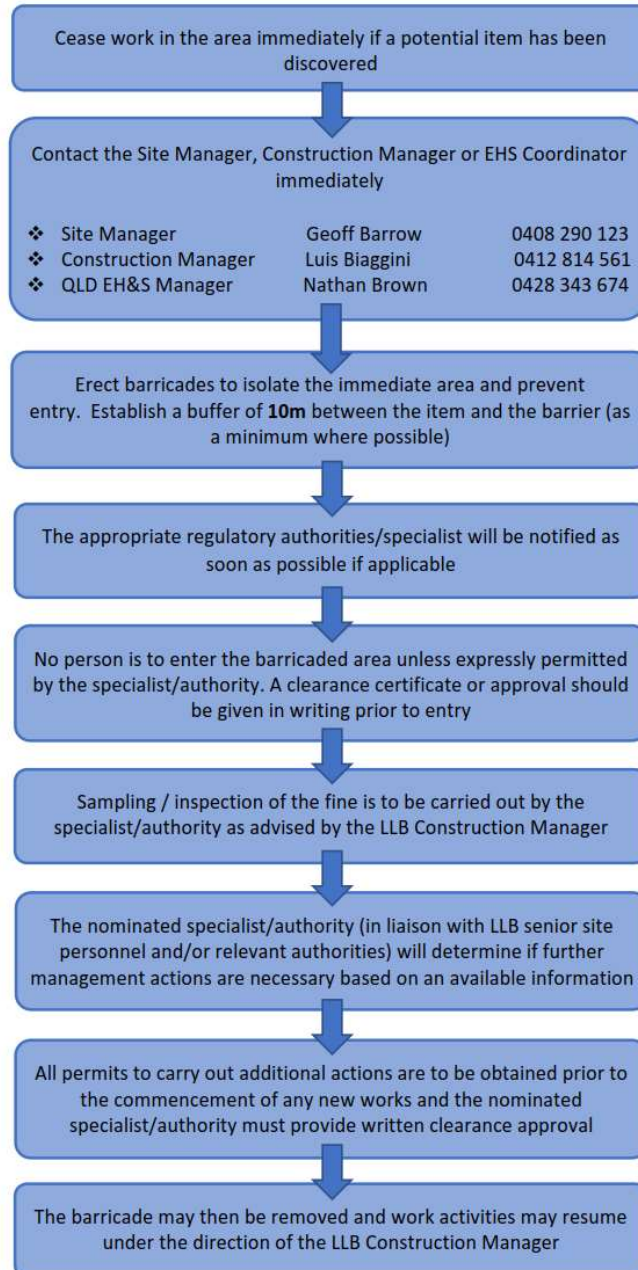 Cease work in the area immediately if a potential item has been
discovered
Contact the Site Manager, Construction Manager or EHS Coordinator
immediately
❖ Site Manager Geoff Barrow 0408 290 123
❖ Construction Manager Luis Biaggini 0412 814 561
❖ QLD EH&S Manager Nathan Brown 0428 343 674
Erect barricades to isolate the immediate area and prevent
entry. Establish a buffer of 10m between the item and the barrier (as
a minimum where possible)
The appropriate regulatory authorities/specialist will be notified as
soon as possible if applicable
No person is to enter the barricaded area unless expressly permitted
by the specialist/authority. A clearance certificate or approval should
be given in writing prior to entry
Sampling / inspection of the fine is to be carried out by the
specialist/authority as advised by the LLB Construction Manager
The nominated specialist/authority (in liaison with LLB senior site
personnel and/or relevant authorities) will determine if further
management actions are necessary based on an available information
All permits to carry out additional actions are to be obtained prior to
the commencement of any new works and the nominated
specialist/authority must provide written clearance approval
The barricade may then be removed and work activities may resume
under the direction of the LLB Construction Manager